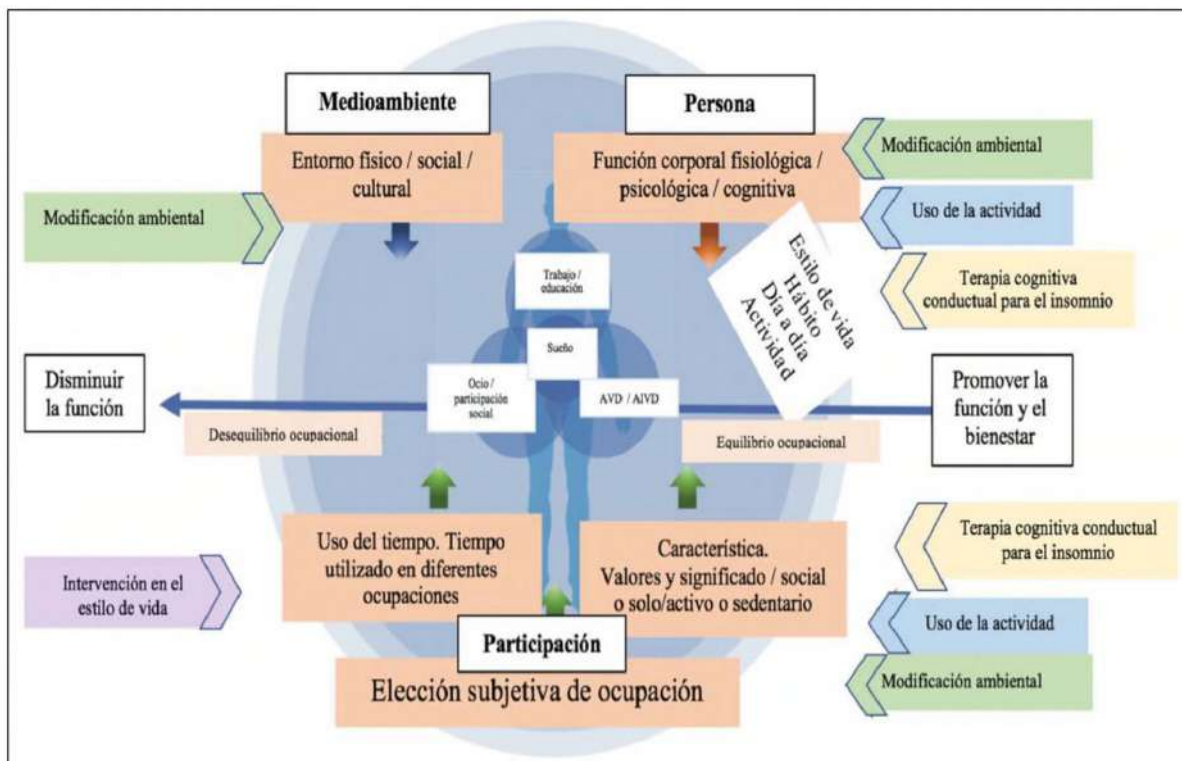 Medioambiente
Persona
Entorno físico / social /
cultural
Función corporal fisiológica /
psicológica / cognitiva
Modificación ambiental
Modificación ambiental
Uso de la actividad
Terapia cognitiva
conductual para el insomnio
Estilo de vida
Hábito
Día a día
Actividad
Trabajo /
educación
Sueño
Ocio /
participación
social
AVD / AIVD
Disminuir
la función
Promover la
función y el
bienestar
Desequilibrio ocupacional
Equilibrio ocupacional
Uso del tiempo. Tiempo
utilizado en diferentes
ocupaciones
Característica.
Valores y significado / social
o solo/activo o sedentario
Terapia cognitiva conductual
para el insomnio
Intervención en el
estilo de vida
Uso de la actividad
Participación
Elección subjetiva de ocupación
Modificación ambiental